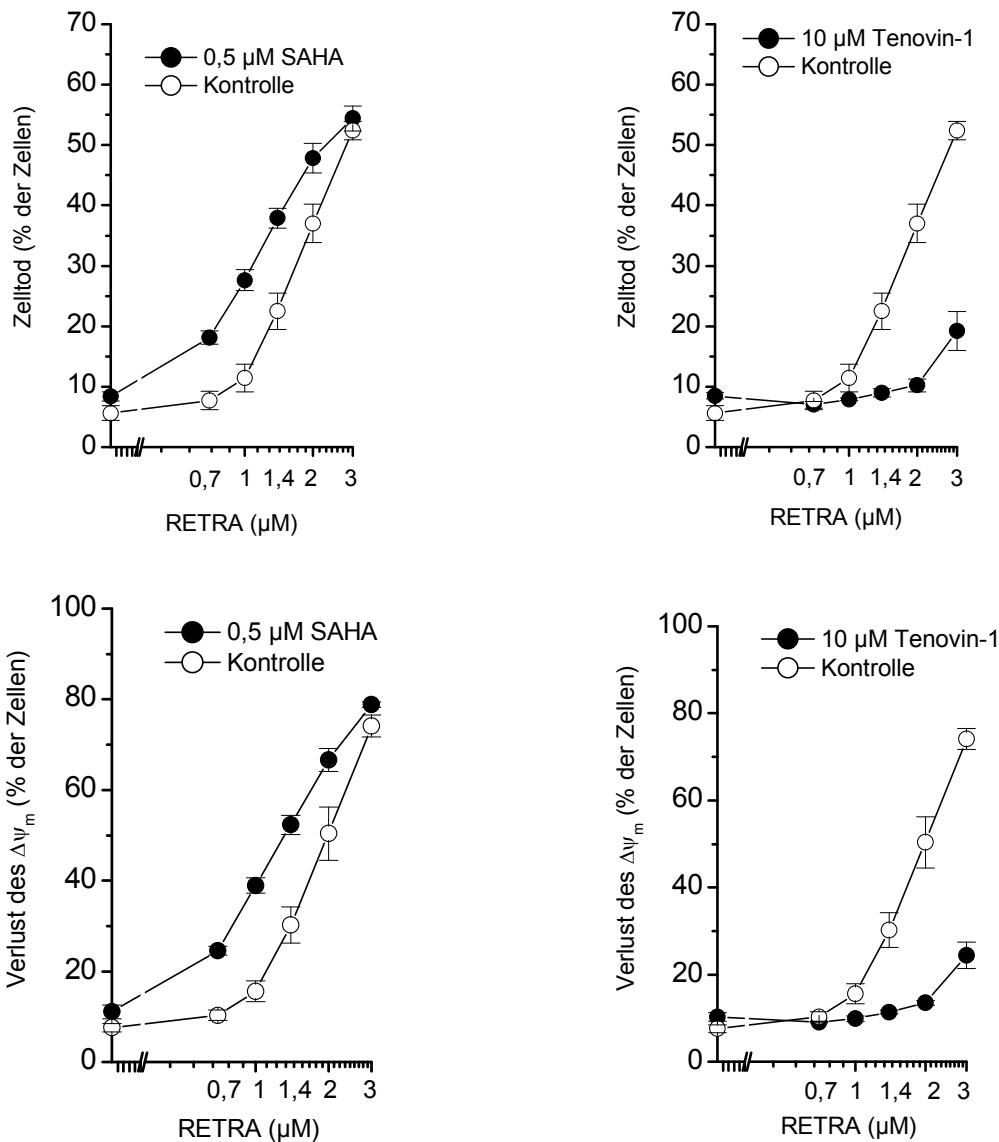 70
60
50
40
30
20
10
0
Zelltod (% der Zellen)
0,5 µM SAHA
Kontrolle
0,7 1 1,4 2 3
RETRA (µM)
70
60
50
40
30
20
10
0
Zelltod (% der Zellen)
10 µM Tenovin-1
Kontrolle
0,7 1 1,4 2 3
RETRA (µM)
100
80
60
40
20
0
Verlust des Δψm (% der Zellen)
0,5 µM SAHA
Kontrolle
0,7 1 1,4 2 3
RETRA (µM)
100
80
60
40
20
0
Verlust des Δψm (% der Zellen)
10 µM Tenovin-1
Kontrolle
0,7 1 1,4 2 3
RETRA (µM)